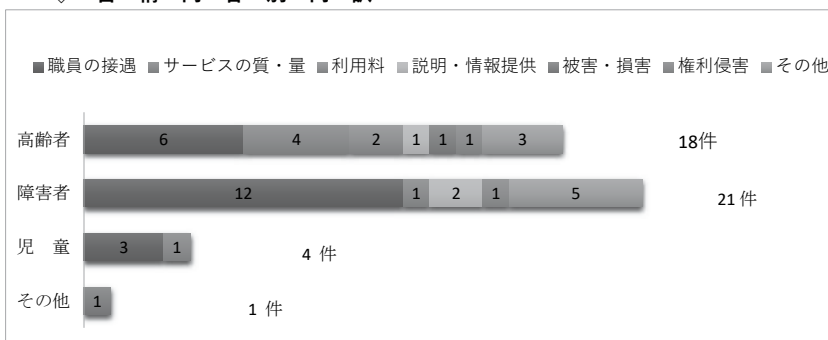 ■職員の接遇 ■サービスの質・量 ■利用料 ■説明・情報提供 ■被害・損害 ■権利侵害 ■その他
高齢者 6 4 2 1 1 1 3 18件
障害者 12 1 2 1 5 21 件
児　童 3 1 4 件
その他 1 1 件